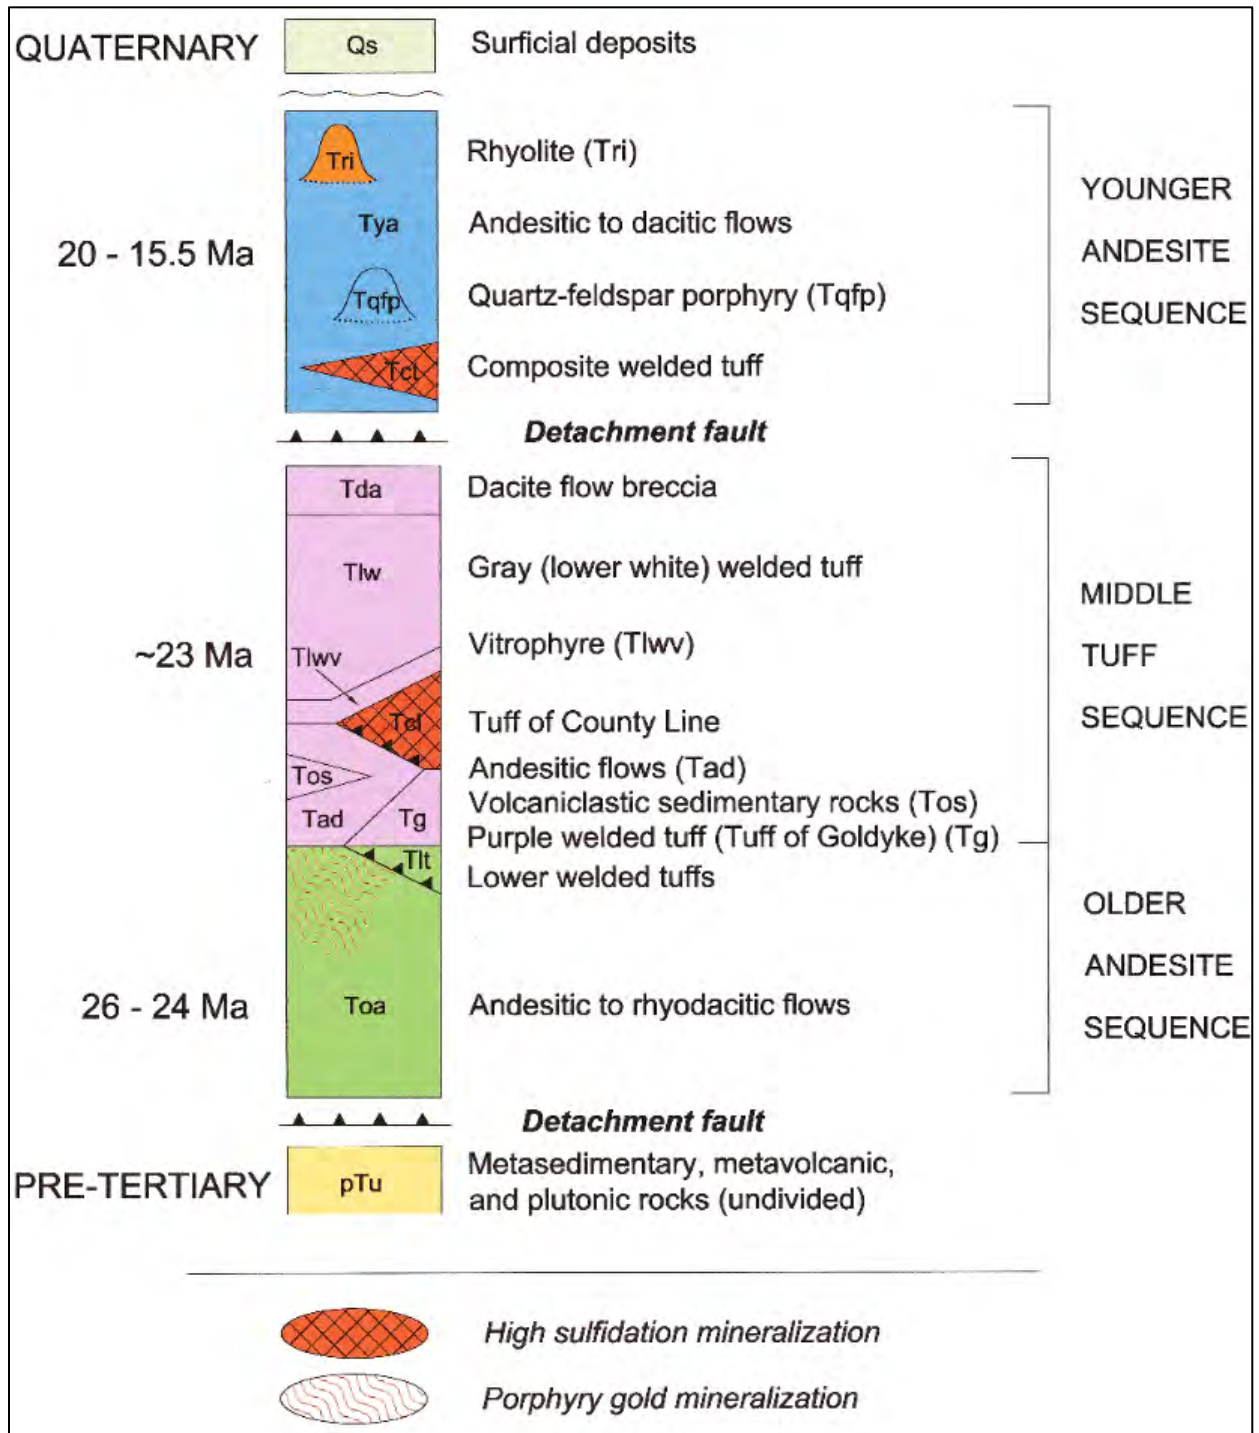 QUATERNARY Qs Surficial deposits
Tri Rhyolite (Tri)
YOUNGER
Tya Andesitic to dacitic flows
20 - 15.5 Ma ANDESITE
Tqfp Quartz-feldspar porphyry (Tqfp)
SEQUENCE
Tct Composite welded tuff
Detachment fault
Tda Dacite flow breccia
Tlw Gray (lower white) welded tuff
MIDDLE
~23 Ma Tlwv Vitrophyre (Tlwv)
TUFF
Tcl Tuff of County Line
SEQUENCE
Tos Andesitic flows (Tad)
Volcaniclastic sedimentary rocks (Tos)
Tad Tg Purple welded tuff (Tuff of Goldyke) (Tg)
Tlt Lower welded tuffs
OLDER
ANDESITE
26 - 24 Ma Toa Andesitic to rhyodacitic flows
SEQUENCE
Detachment fault
PRE-TERTIARY pTu Metasedimentary, metavolcanic,
and plutonic rocks (undivided)
High sulfidation mineralization
Porphyry gold mineralization